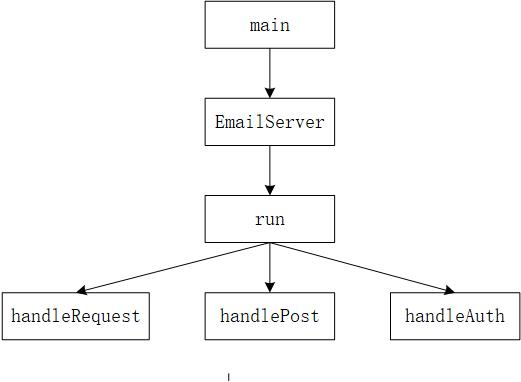 main
EmailServer
run
handleRequest
handlePost
handleAuth